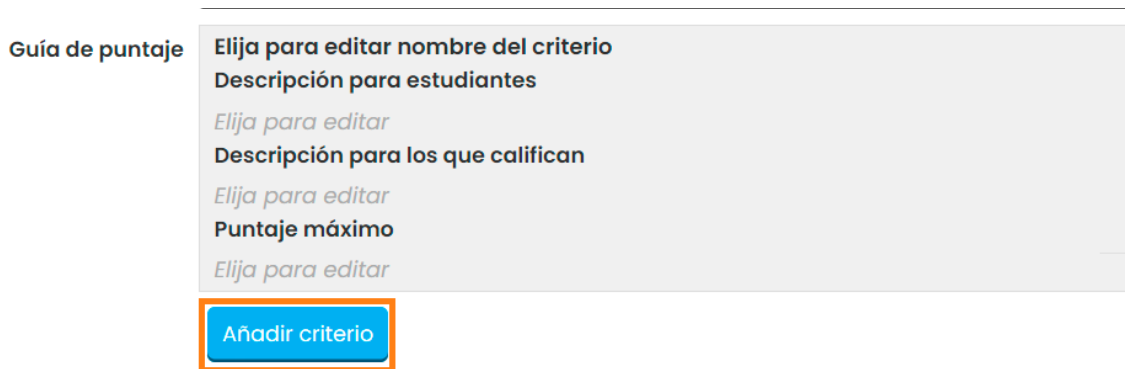 Guía de puntaje
Elija para editar nombre del criterio
Descripción para estudiantes
Elija para editar
Descripción para los que califican
Elija para editar
Puntaje máximo
Elija para editar
Añadir criterio